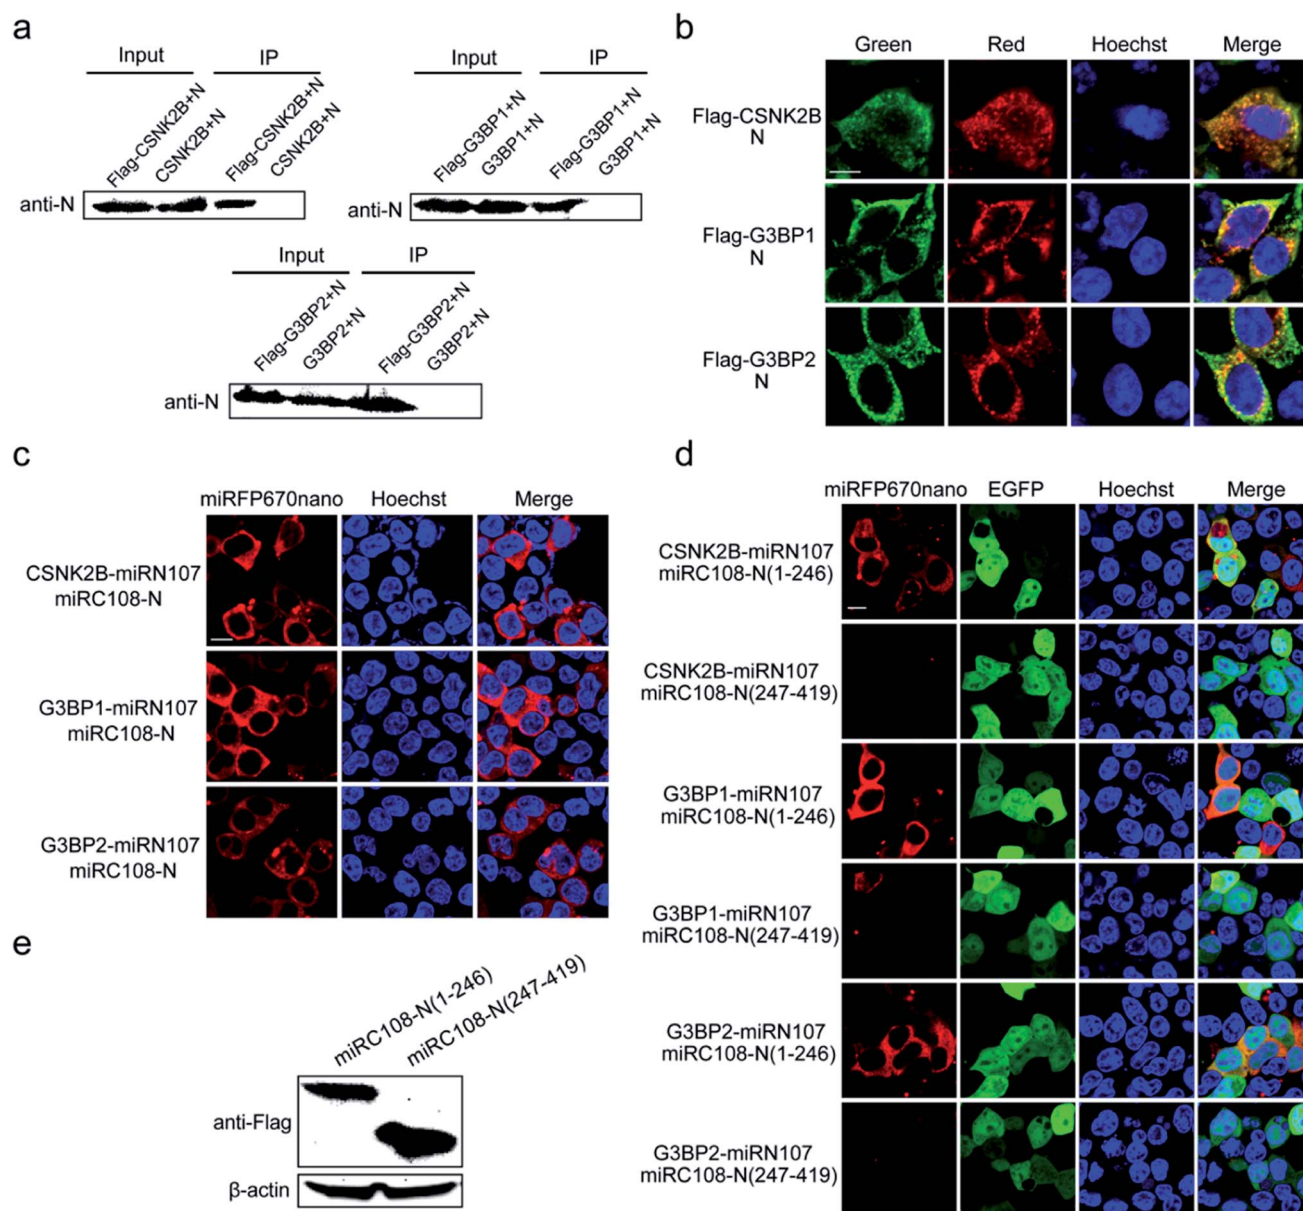 a
Input IP
Flag-CSNK2B+N
CSNK2B+N
Flag-CSNK2B+N
CSNK2B+N
anti-N
Input IP
Flag-G3BP1+N
G3BP1+N
Flag-G3BP1+N
G3BP1+N
anti-N
Input IP
Flag-G3BP2+N
G3BP2+N
Flag-G3BP2+N
G3BP2+N
anti-N
b
Green Red Hoechst Merge
Flag-CSNK2B
N
Flag-G3BP1
N
Flag-G3BP2
N
c
miRFP670nano Hoechst Merge
CSNK2B-miRN107
miRC108-N
G3BP1-miRN107
miRC108-N
G3BP2-miRN107
miRC108-N
d
miRFP670nano EGFP Hoechst Merge
CSNK2B-miRN107
miRC108-N(1-246)
CSNK2B-miRN107
miRC108-N(247-419)
G3BP1-miRN107
miRC108-N(1-246)
G3BP1-miRN107
miRC108-N(247-419)
G3BP2-miRN107
miRC108-N(1-246)
G3BP2-miRN107
miRC108-N(247-419)
e
miRC108-N(1-246)
miRC108-N(247-419)
anti-Flag
β-actin